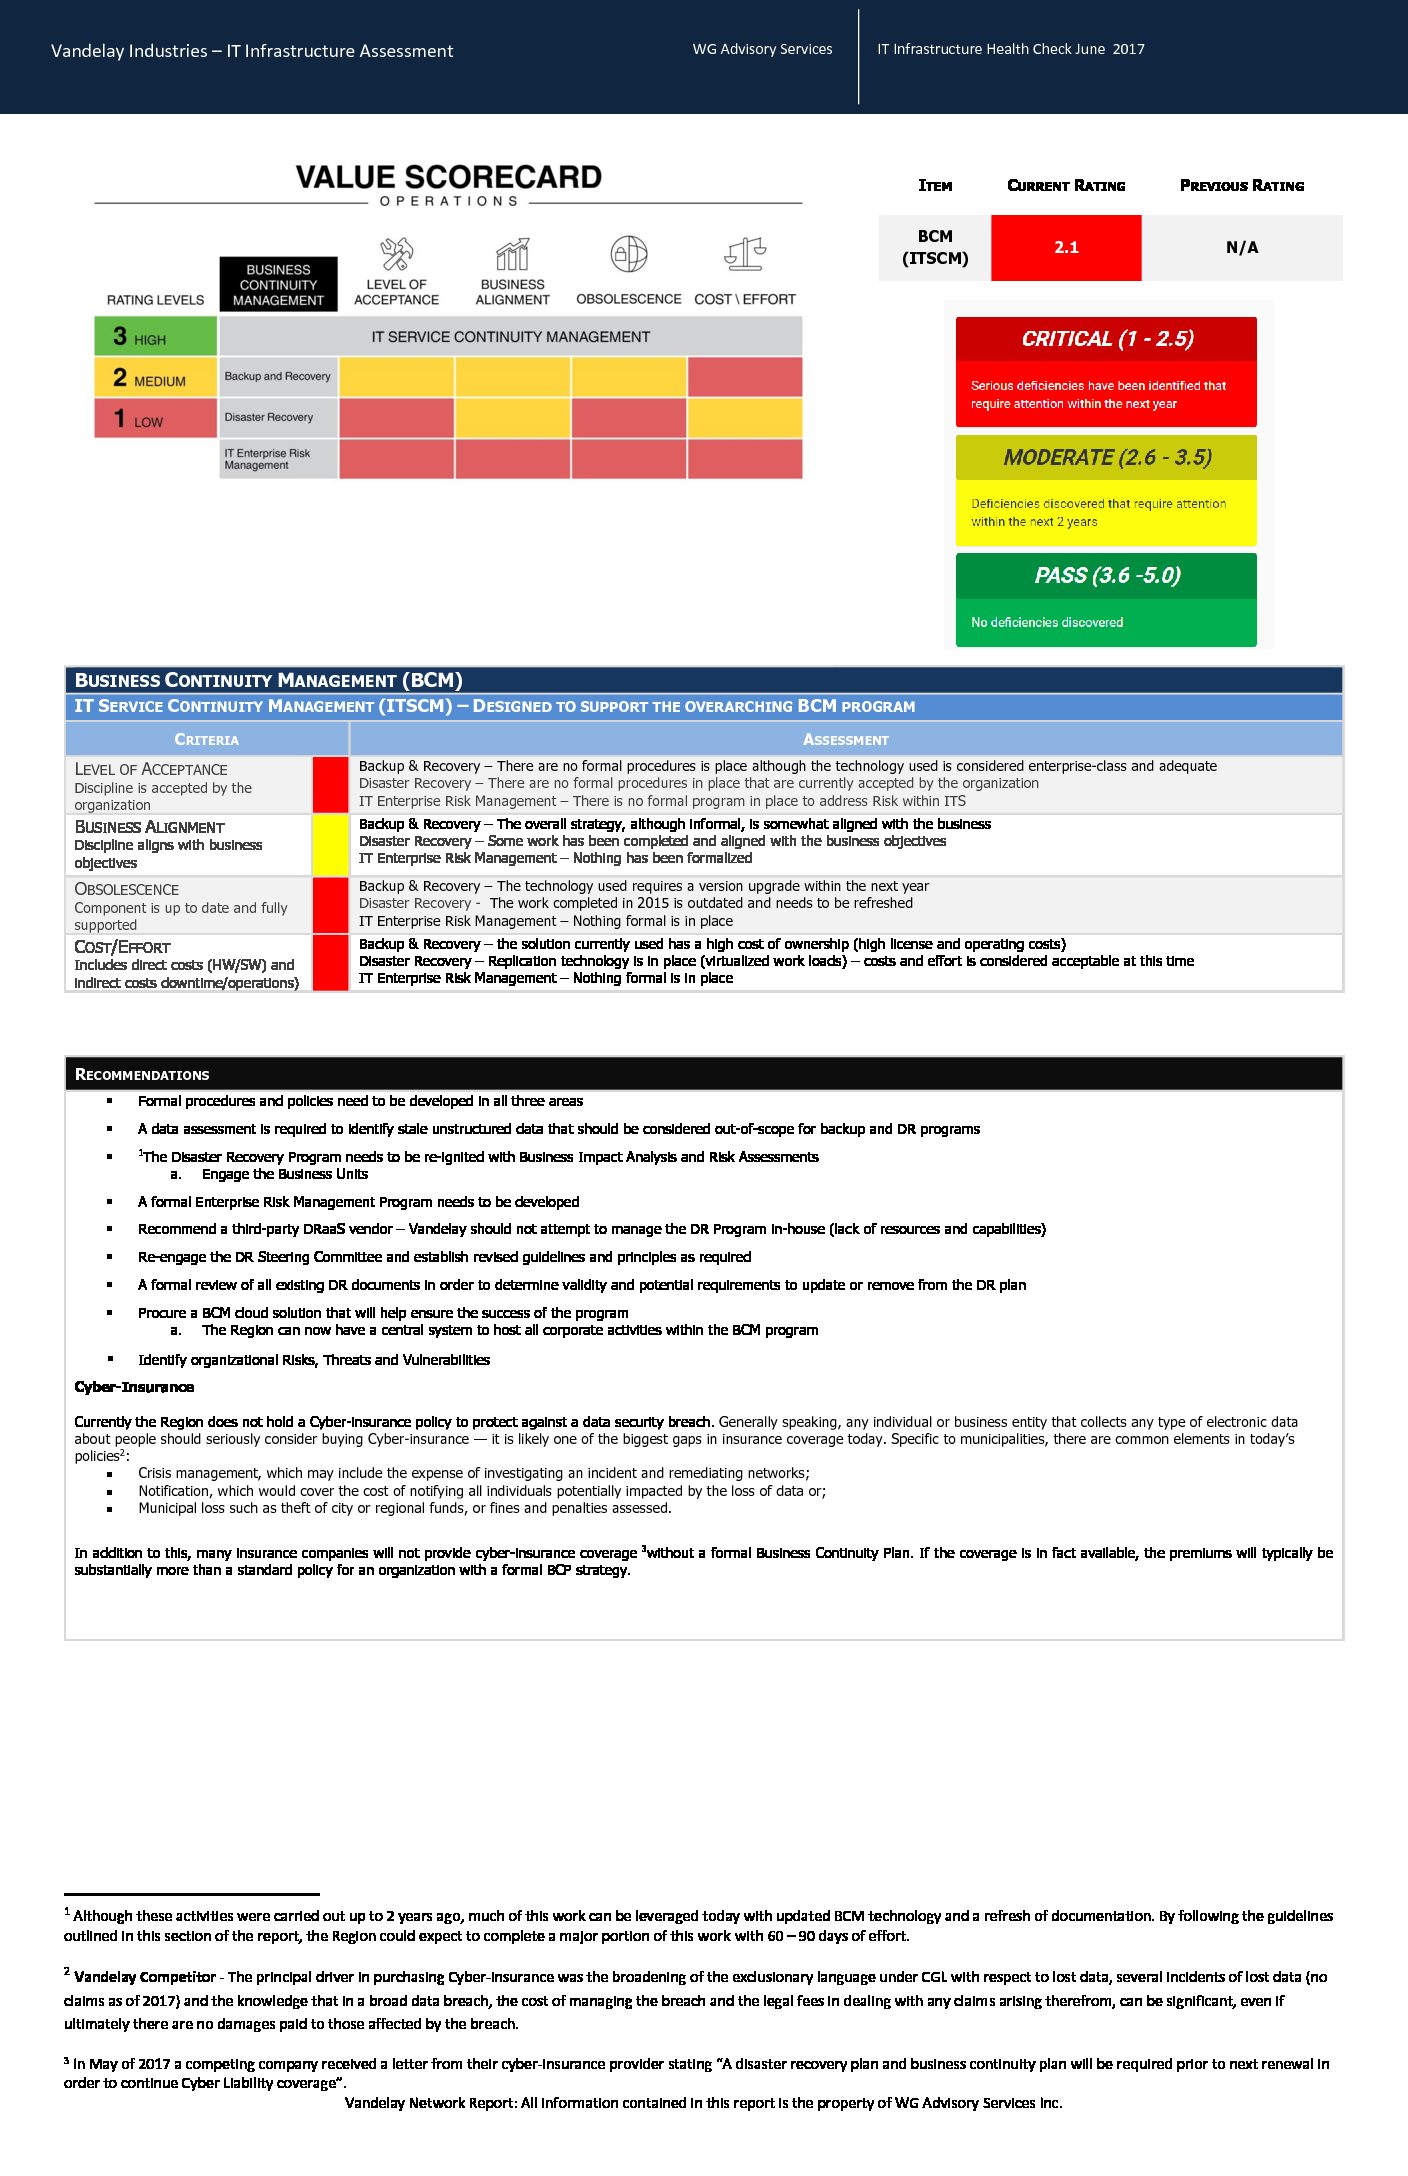 Vandelay Industries – IT Infrastructure Assessment
WG Advisory Services
IT Infrastructure Health Check June 2017
VALUE SCORECARD
OPERATIONS
RATING LEVELS
BUSINESS
CONTINUITY
MANAGEMENT
LEVEL OF
ACCEPTANCE
BUSINESS
ALIGNMENT
OBSOLESCENCE
COST \ EFFORT
3 HIGH
IT SERVICE CONTINUITY MANAGEMENT
2 MEDIUM
Backup and Recovery
1 LOW
Disaster Recovery
IT Enterprise Risk
Management
ITEM CURRENT RATING PREVIOUS RATING
BCM
(ITSCM)
2.1
N/A
CRITICAL (1 - 2.5)
Serious deficiencies have been identified that
require attention within the next year
MODERATE (2.6 - 3.5)
Deficiencies discovered that require attention
within the next 2 years
PASS (3.6 -5.0)
No deficiencies discovered
BUSINESS CONTINUITY MANAGEMENT (BCM)
IT SERVICE CONTINUITY MANAGEMENT (ITSCM) – DESIGNED TO SUPPORT THE OVERARCHING BCM PROGRAM
CRITERIA
ASSESSMENT
LEVEL OF ACCEPTANCE
Discipline is accepted by the
organization
Backup & Recovery – There are no formal procedures is place although the technology used is considered enterprise-class and adequate
Disaster Recovery – There are no formal procedures in place that are currently accepted by the organization
IT Enterprise Risk Management – There is no formal program in place to address Risk within ITS
BUSINESS ALIGNMENT
Discipline aligns with business
objectives
Backup & Recovery – The overall strategy, although informal, is somewhat aligned with the business
Disaster Recovery – Some work has been completed and aligned with the business objectives
IT Enterprise Risk Management – Nothing has been formalized
OBSOLESCENCE
Component is up to date and fully
supported
Backup & Recovery – The technology used requires a version upgrade within the next year
Disaster Recovery - The work completed in 2015 is outdated and needs to be refreshed
IT Enterprise Risk Management – Nothing formal is in place
COST/EFFORT
Includes direct costs (HW/SW) and
indirect costs downtime/operations)
Backup & Recovery – the solution currently used has a high cost of ownership (high license and operating costs)
Disaster Recovery – Replication technology is in place (virtualized work loads) – costs and effort is considered acceptable at this time
IT Enterprise Risk Management – Nothing formal is in place
RECOMMENDATIONS
▪ Formal procedures and policies need to be developed in all three areas
▪ A data assessment is required to identify stale unstructured data that should be considered out-of-scope for backup and DR programs
▪ ¹The Disaster Recovery Program needs to be re-ignited with Business Impact Analysis and Risk Assessments
a. Engage the Business Units
▪ A formal Enterprise Risk Management Program needs to be developed
▪ Recommend a third-party DRaaS vendor – Vandelay should not attempt to manage the DR Program in-house (lack of resources and capabilities)
▪ Re-engage the DR Steering Committee and establish revised guidelines and principles as required
▪ A formal review of all existing DR documents in order to determine validity and potential requirements to update or remove from the DR plan
▪ Procure a BCM cloud solution that will help ensure the success of the program
a. The Region can now have a central system to host all corporate activities within the BCM program
▪ Identify organizational Risks, Threats and Vulnerabilities
Cyber-Insurance
Currently the Region does not hold a Cyber-insurance policy to protect against a data security breach. Generally speaking, any individual or business entity that collects any type of electronic data
about people should seriously consider buying Cyber-insurance — it is likely one of the biggest gaps in insurance coverage today. Specific to municipalities, there are common elements in today's
policies²:
▪ Crisis management, which may include the expense of investigating an incident and remediating networks;
▪ Notification, which would cover the cost of notifying all individuals potentially impacted by the loss of data or;
▪ Municipal loss such as theft of city or regional funds, or fines and penalties assessed.
In addition to this, many insurance companies will not provide cyber-insurance coverage ³without a formal Business Continuity Plan. If the coverage is in fact available, the premiums will typically be
substantially more than a standard policy for an organization with a formal BCP strategy.
¹ Although these activities were carried out up to 2 years ago, much of this work can be leveraged today with updated BCM technology and a refresh of documentation. By following the guidelines
outlined in this section of the report, the Region could expect to complete a major portion of this work with 60 – 90 days of effort.
² Vandelay Competitor - The principal driver in purchasing Cyber-insurance was the broadening of the exclusionary language under CGL with respect to lost data, several incidents of lost data (no
claims as of 2017) and the knowledge that in a broad data breach, the cost of managing the breach and the legal fees in dealing with any claims arising therefrom, can be significant, even if
ultimately there are no damages paid to those affected by the breach.
³ In May of 2017 a competing company received a letter from their cyber-insurance provider stating "A disaster recovery plan and business continuity plan will be required prior to next renewal in
order to continue Cyber Liability coverage".
Vandelay Network Report: All information contained in this report is the property of WG Advisory Services Inc.